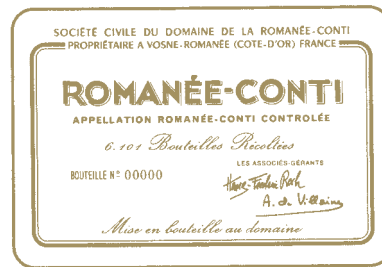 SOCIÉTÉ CIVILE DU DOMAINE DE LA ROMANÉE-CONTI
PROPRIÉTAIRE A VOSNE-ROMANÉE (COTE-D'OR) FRANCE
ROMANÉE-CONTI
APPELLATION ROMANÉE-CONTI CONTROLÉE
6.101 Bouteilles Récoltées
LES ASSOCIÉS-GÉRANTS
BOUTEILLE Nº 00000
A. de Villaine
Mise en bouteille au domaine